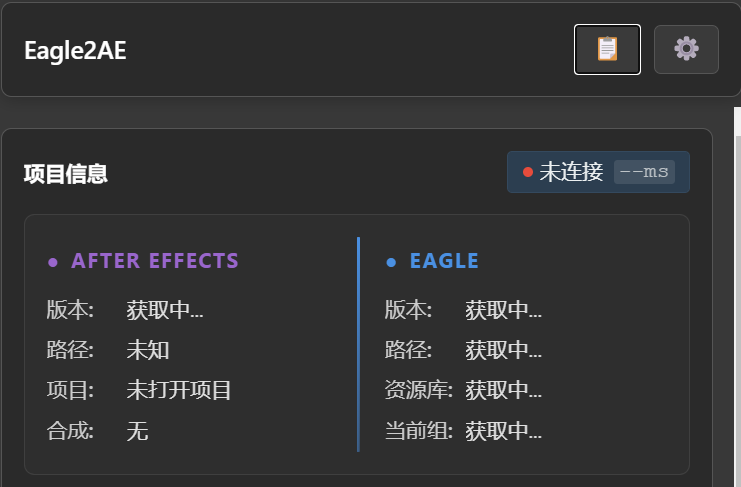 Eagle2AE
项目信息
未连接 --ms
AFTER EFFECTS
版本: 获取中...
路径: 未知
项目: 未打开项目
合成: 无
EAGLE
版本: 获取中...
路径: 获取中...
资源库: 获取中...
当前组: 获取中...